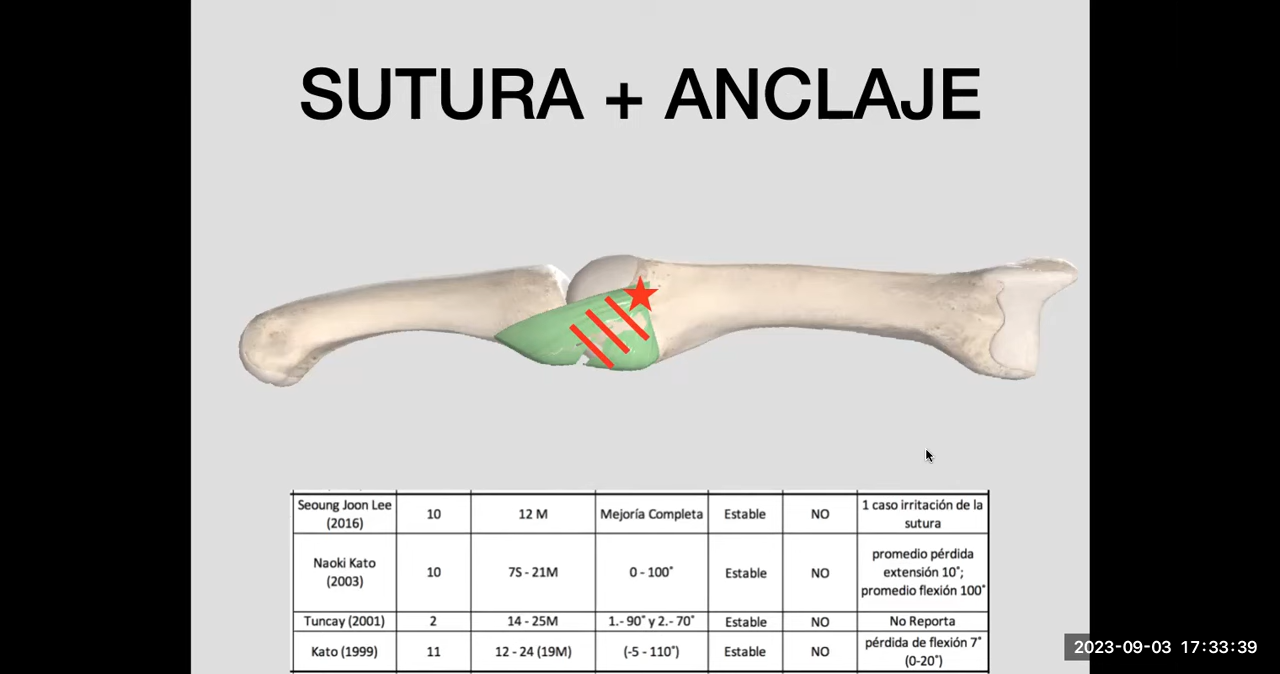 SUTURA + ANCLAJE
Seoung Joon Lee
(2016)
10
12 M
Mejoría Completa
Estable
NO
1 caso irritación de la
sutura
Naoki Kato
(2003)
10
7S - 21M
0 - 100˚
Estable
NO
promedio pérdida
extensión 10˚;
promedio flexión 100˚
Tuncay (2001)
2
14 - 25M
1.- 90˚ y 2.- 70˚
Estable
NO
No Reporta
Kato (1999)
11
12 - 24 (19M)
(-5 - 110˚)
Estable
NO
pérdida de flexión 7˚
(0-20˚)
2023-09-03 17:33:39